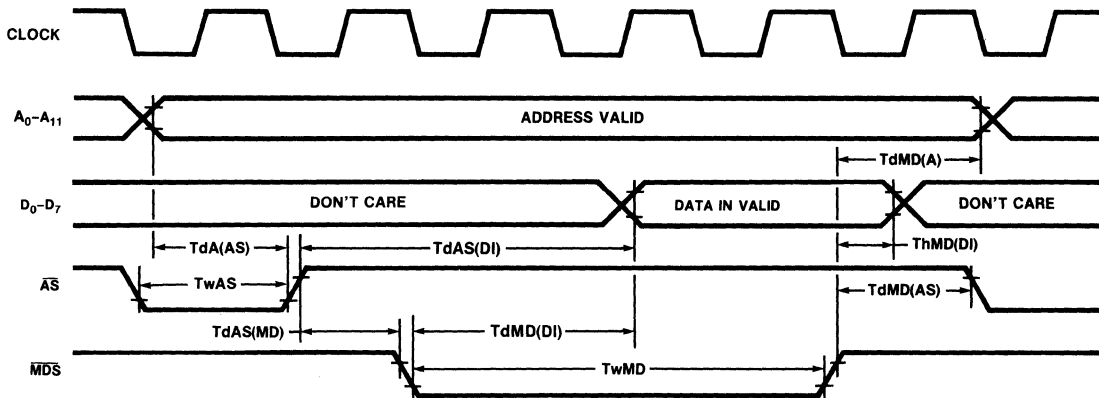 CLOCK
A0–A11
ADDRESS VALID
TdMD(A)
D0–D7
DON'T CARE
DATA IN VALID
DON'T CARE
TdA(AS)
TdAS(DI)
ThMD(DI)
AS
TwAS
TdMD(AS)
TdAS(MD)
TdMD(DI)
MDS
TwMD